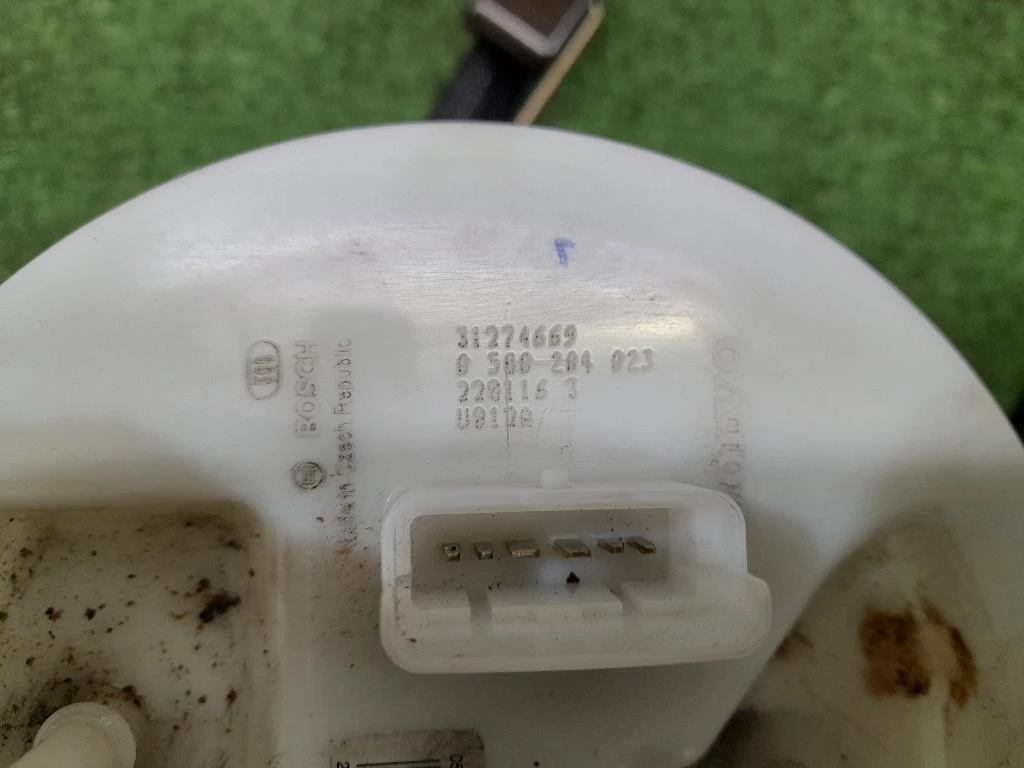 31274669
0 580 204 023
220116 3
BOSCH
Made in Czech Republic
VOLVO